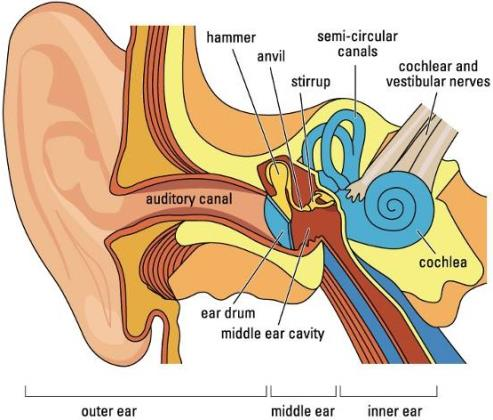 hammer
anvil
stirrup
semi-circular
canals
cochlear and
vestibular nerves
auditory canal
cochlea
ear drum
middle ear cavity
outer ear
middle ear
inner ear